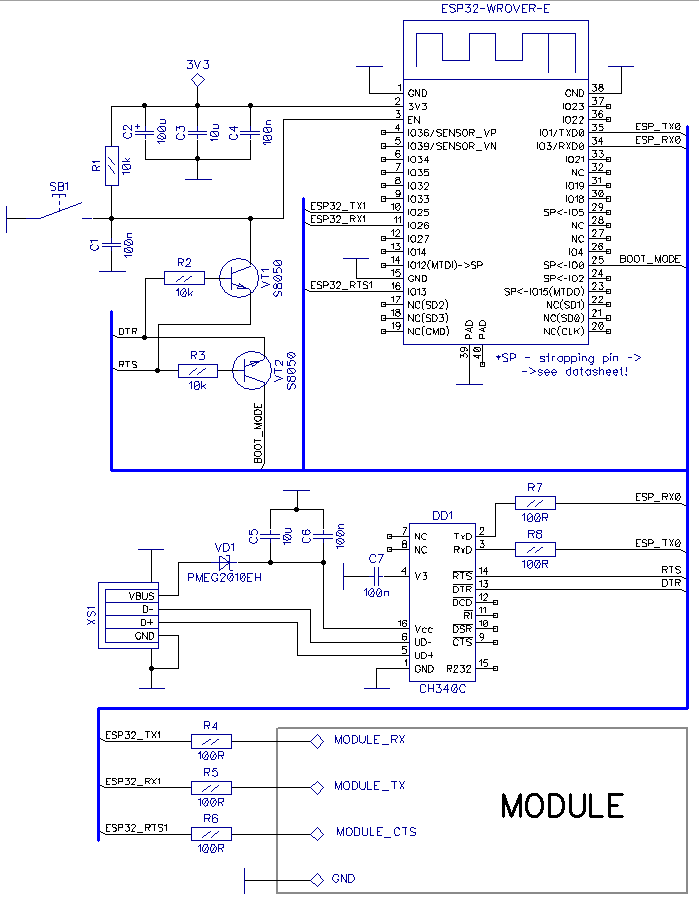 ESP32-WROVER-E
3V3
1 GND
2 3V3
3 EN
4 IO36/SENSOR_VP
5 IO39/SENSOR_VN
6 IO34
7 IO35
8 IO32
9 IO33
10 IO25
11 IO26
12 IO27
13 IO14
14 IO12(MTDI)->SP
15 GND
16 IO13
17 NC(SD2)
18 NC(SD3)
19 NC(CMD)
GND 38
IO23 37
IO22 36
IO1/TXD0 35
IO3/RXD0 34
IO21 33
NC 32
IO19 31
IO18 30
SP<-IO5 29
NC 28
NC 27
IO4 26
SP<-IO0 25
SP<-IO2 24
SP<-IO15(MTDO) 23
NC(SD1) 22
NC(SD0) 21
NC(CLK) 20
PAD 39
PAD 40
ESP_TX0
ESP_RX0
BOOT_MODE
*SP - strapping pin ->
->see datasheet!
C2 + 100u
C3 10u
C4 100n
R1 10k
SB1
C1 100n
ESP32_TX1
ESP32_RX1
ESP32_RTS1
R2
10k
VT1
S8050
DTR
RTS
R3
10k
VT2
S8050
BOOT_MODE
C5 10u
C6 100n
VD1
PMEG2010EH
C7
100n
XS1
VBUS
D-
D+
GND
DD1
7 NC
8 NC
4 V3
16 Vcc
6 UD-
5 UD+
1 GND
TxD 2
RxD 3
RTS 14
DTR 13
DCD 12
RI 11
DSR 10
CTS 9
R232 15
CH340C
R7
100R
ESP_RX0
R8
100R
ESP_TX0
RTS
DTR
ESP32_TX1
R4
100R
MODULE_RX
ESP32_RX1
R5
100R
MODULE_TX
ESP32_RTS1
R6
100R
MODULE_CTS
GND
MODULE